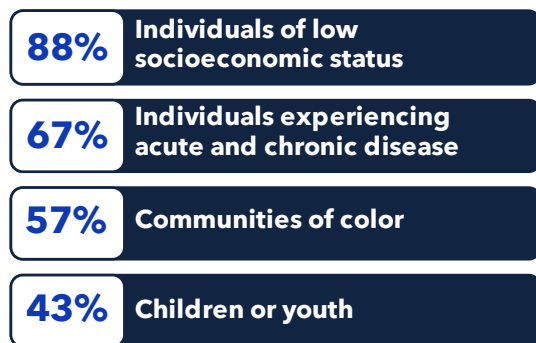 88%
Individuals of low
socioeconomic status
67%
Individuals experiencing
acute and chronic disease
57%
Communities of color
43%
Children or youth